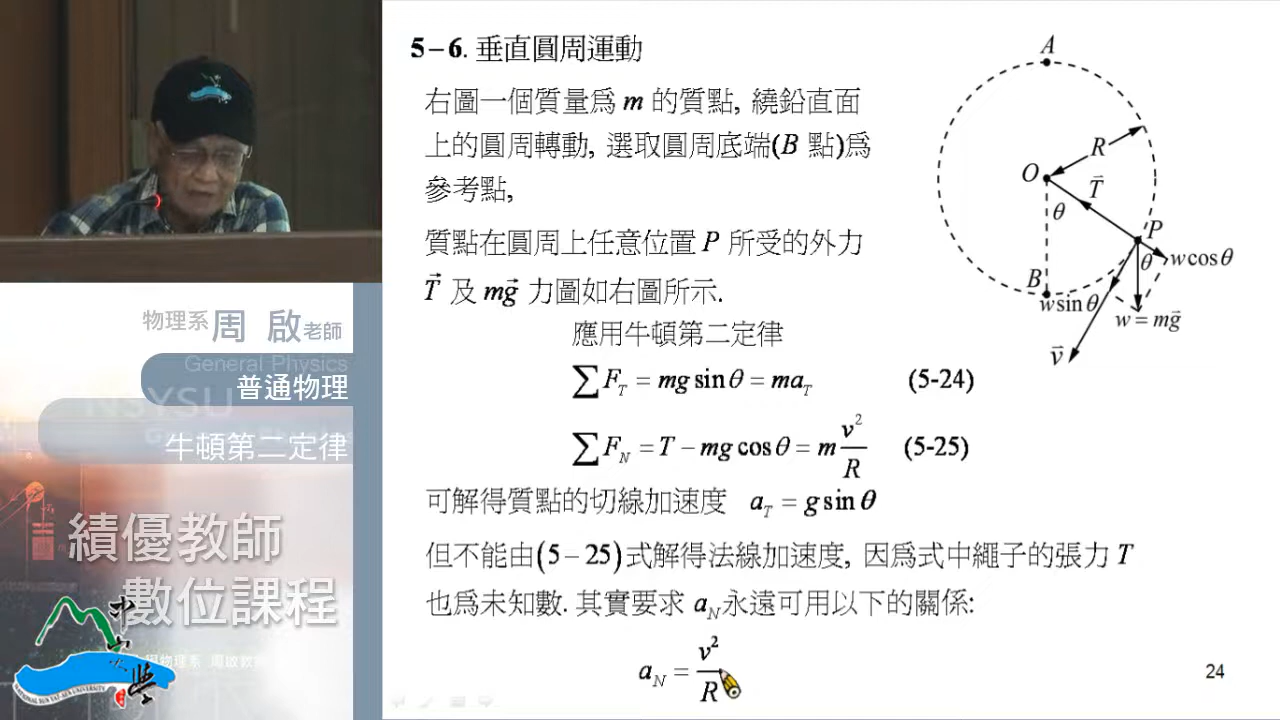 5-6. 垂直圓周運動
右圖一個質量爲 m 的質點, 繞鉛直面
上的圓周轉動, 選取圓周底端(B 點)爲
參考點,
質點在圓周上任意位置 P 所受的外力
T⃗ 及 mg⃗ 力圖如右圖所示.
應用牛頓第二定律
∑F_T = mg sinθ = ma_T (5-24)
∑F_N = T − mg cosθ = m v²/R (5-25)
可解得質點的切線加速度 a_T = g sinθ
但不能由(5−25)式解得法線加速度, 因爲式中繩子的張力 T
也爲未知數. 其實要求 a_N 永遠可用以下的關係:
a_N = v²/R
24
A
R
O
T⃗
θ
P
θ
w cosθ
B
w sinθ
w = mg⃗
v⃗
物理系 周 啟 老師
General Physics
普通物理
NSYSU
牛頓第二定律
績優教師
數位課程
中山大學